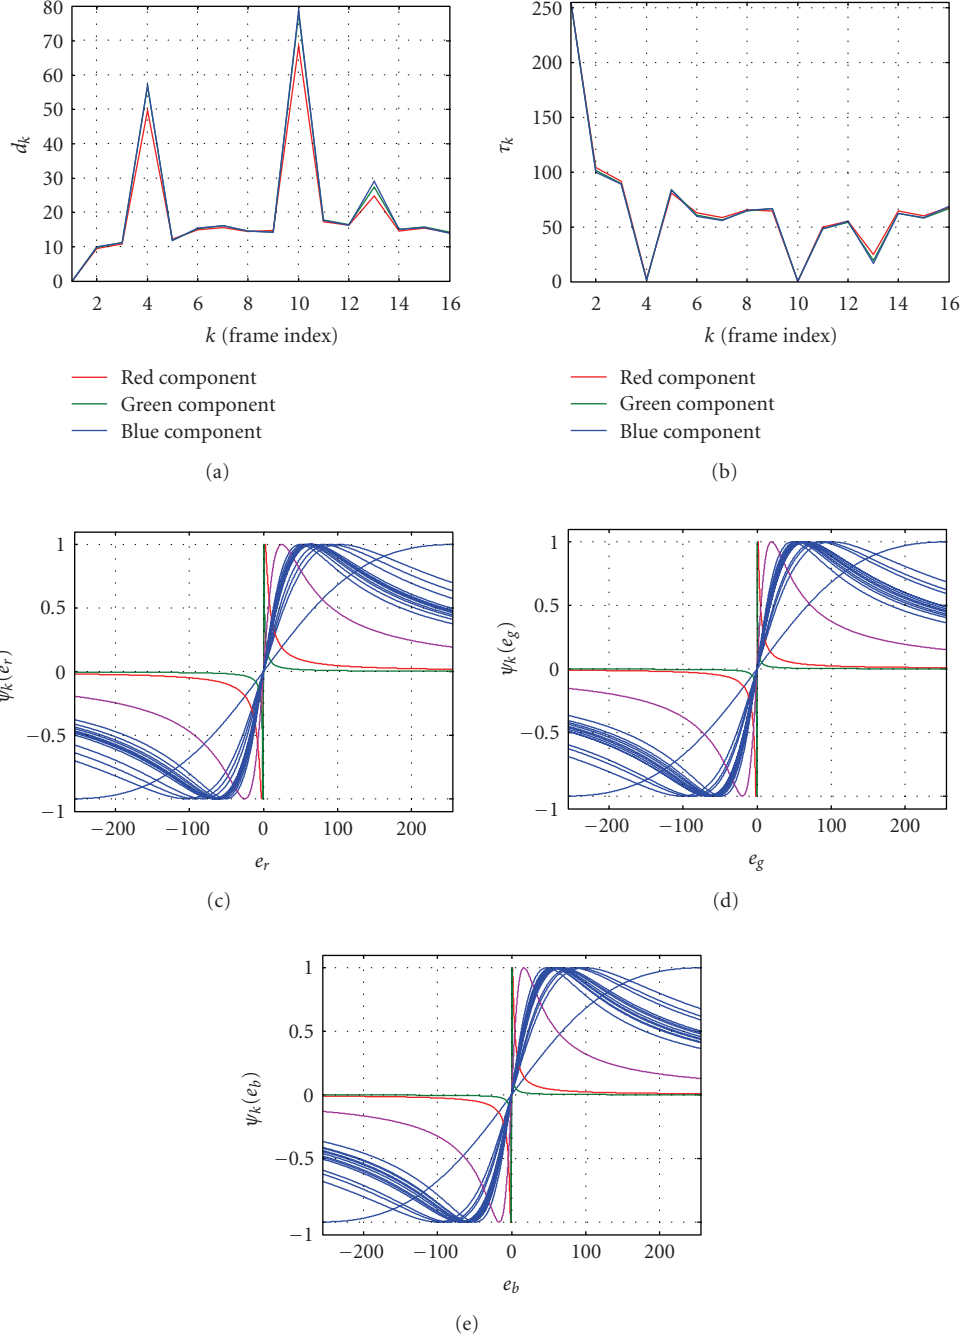 80
70
60
50
40
30
20
10
0
d_k
2 4 6 8 10 12 14 16
k (frame index)
Red component
Green component
Blue component
(a)
250
200
150
100
50
0
τ_k
2 4 6 8 10 12 14 16
k (frame index)
Red component
Green component
Blue component
(b)
1
0.5
0
−0.5
−1
ψ_k(e_r)
−200 −100 0 100 200
e_r
(c)
1
0.5
0
−0.5
−1
ψ_k(e_g)
−200 −100 0 100 200
e_g
(d)
1
0.5
0
−0.5
−1
ψ_k(e_b)
−200 −100 0 100 200
e_b
(e)